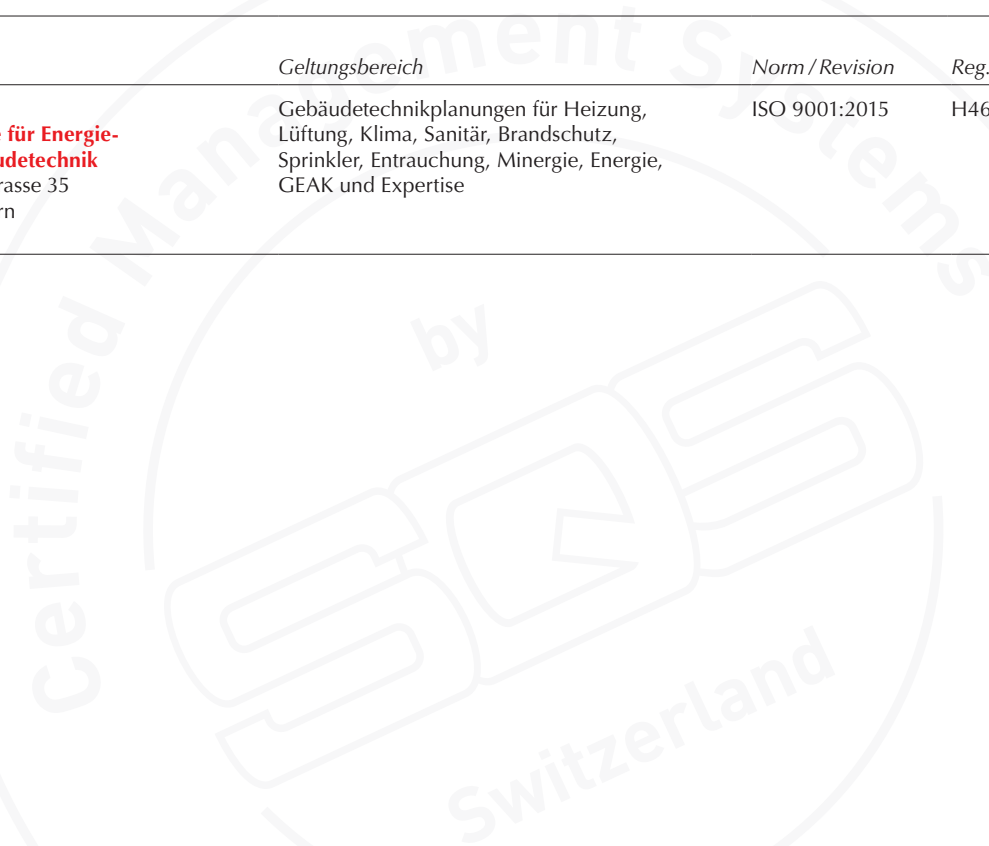 Geltungsbereich Norm / Revision Reg.
Gebäudetechnikplanungen für Heizung, ISO 9001:2015 H46
für Energie- Lüftung, Klima, Sanitär, Brandschutz,
udetechnik Sprinkler, Entrauchung, Minergie, Energie,
rasse 35 GEAK und Expertise
rn
Certified Management Systems
by
SQS
Switzerland